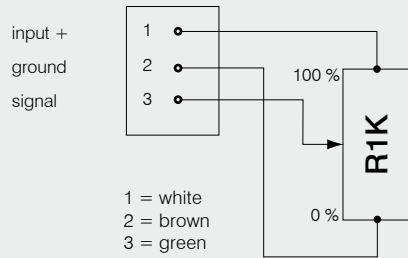 input +
ground
signal
1
2
3
100 %
R1K
0 %
1 = white
2 = brown
3 = green